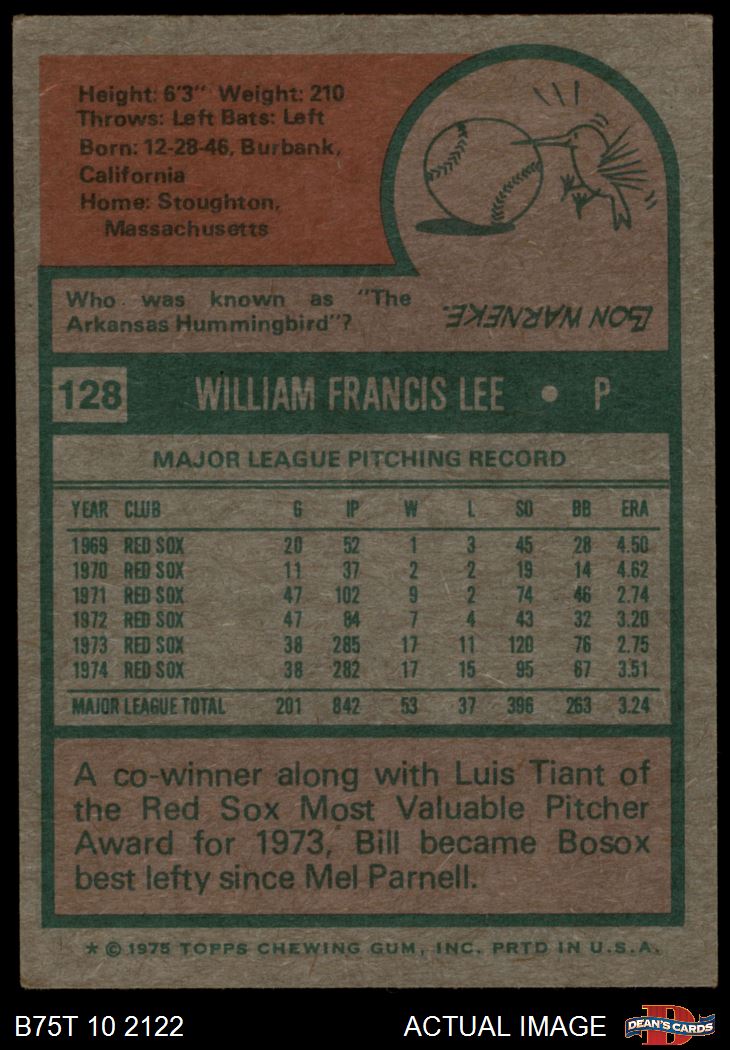 Height: 6'3" Weight: 210
Throws: Left Bats: Left
Born: 12-28-46, Burbank,
California
Home: Stoughton,
Massachusetts
Who was known as "The
Arkansas Hummingbird"?
LON WARNEKE.
128 WILLIAM FRANCIS LEE • P
MAJOR LEAGUE PITCHING RECORD
YEAR CLUB G IP W L SO BB ERA
1969 RED SOX 20 52 1 3 45 28 4.50
1970 RED SOX 11 37 2 2 19 14 4.62
1971 RED SOX 47 102 9 2 74 46 2.74
1972 RED SOX 47 84 7 4 43 32 3.20
1973 RED SOX 38 285 17 11 120 76 2.75
1974 RED SOX 38 282 17 15 95 67 3.51
MAJOR LEAGUE TOTAL 201 842 53 37 396 263 3.24
A co-winner along with Luis Tiant of
the Red Sox Most Valuable Pitcher
Award for 1973, Bill became Bosox
best lefty since Mel Parnell.
* © 1975 TOPPS CHEWING GUM, INC. PRTD IN U.S.A.
B75T 10 2122 ACTUAL IMAGE
D
DEAN'S CARDS